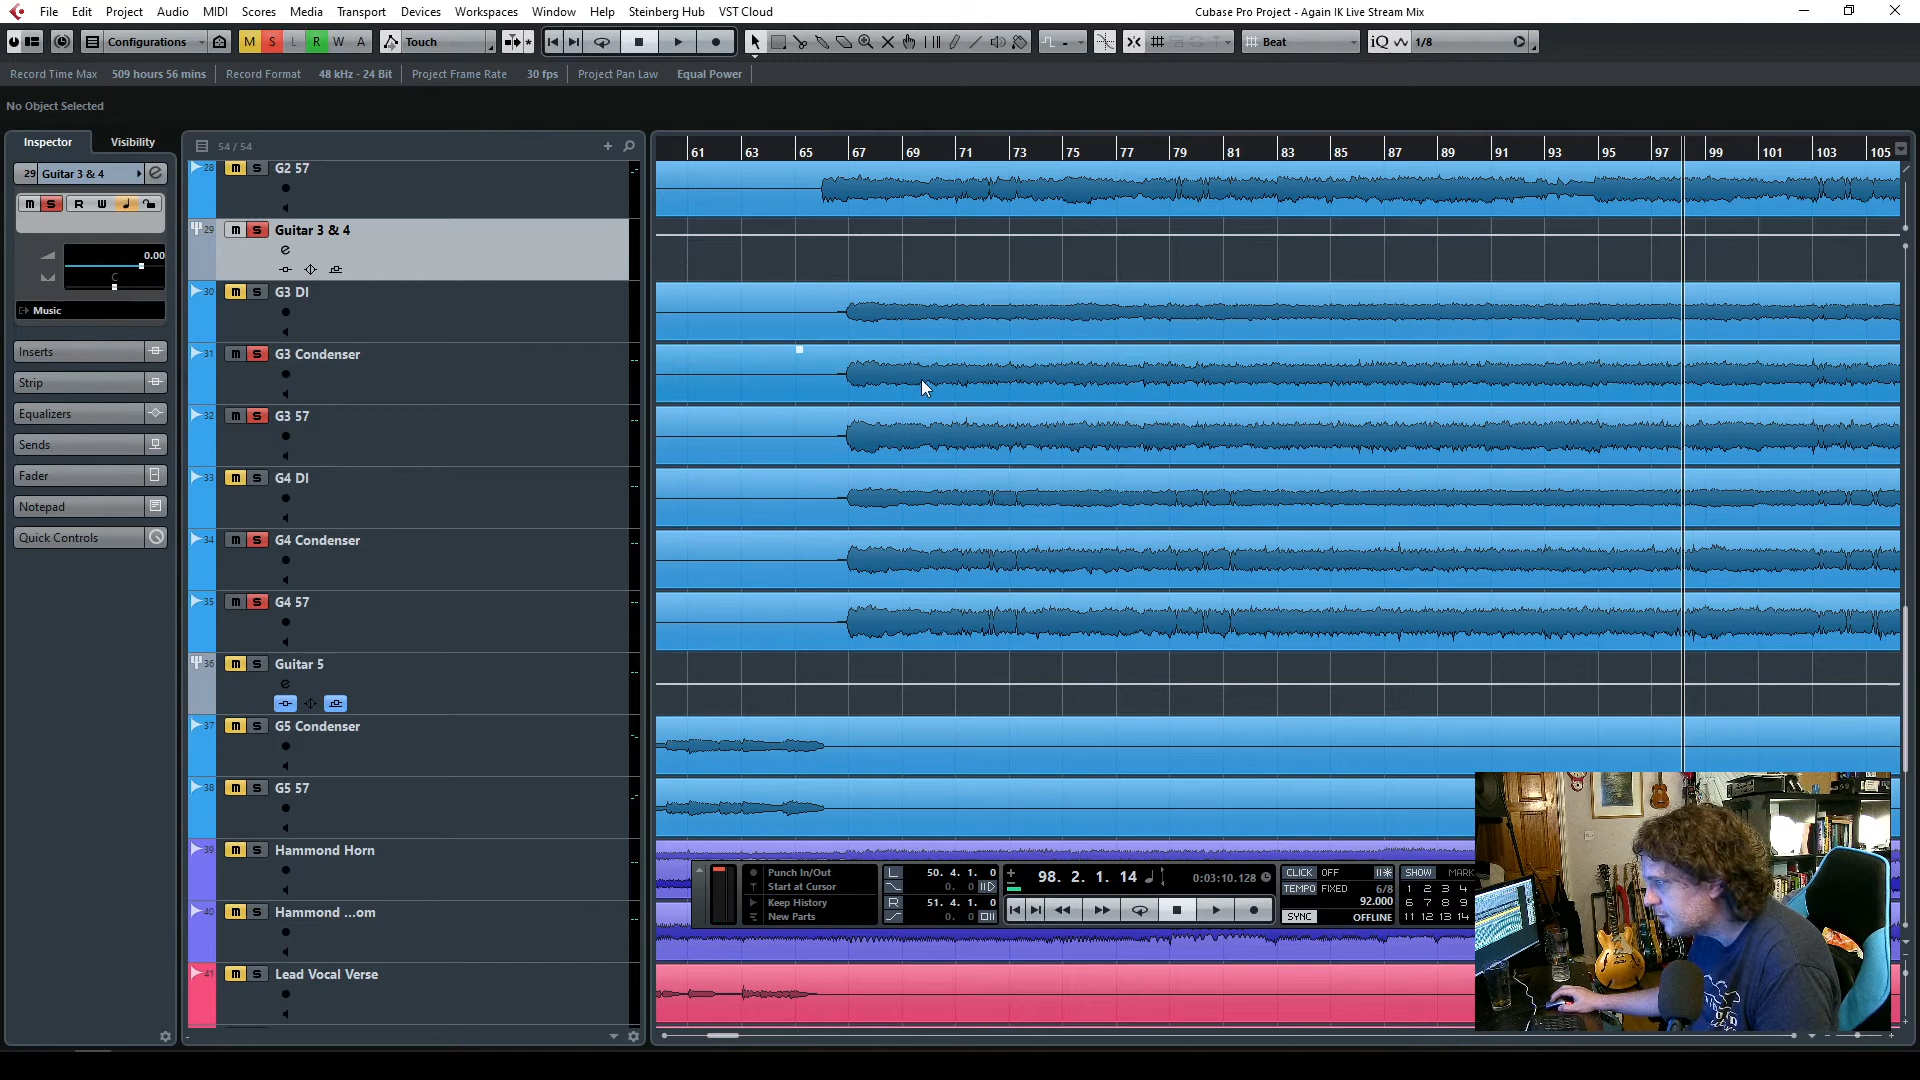 File Edit Project Audio MIDI Scores Media Transport Devices Workspaces Window Help Steinberg Hub VST Cloud
Cubase Pro Project - Again IK Live Stream Mix
Configurations M S L R W A Touch Beat iQ 1/8
Record Time Max 509 hours 56 mins Record Format 48 kHz - 24 Bit Project Frame Rate 30 fps Project Pan Law Equal Power
No Object Selected
Inspector Visibility
54 / 54
61 63 65 67 69 71 73 75 77 79 81 83 85 87 89 91 93 95 97 99 101 103 105
29 Guitar 3 & 4
m S R W
0.00
C
Music
Inserts
Strip
Equalizers
Sends
Fader
Notepad
Quick Controls
28 m S G2 57
29 m S Guitar 3 & 4
30 m S G3 DI
31 m S G3 Condenser
32 m S G3 57
33 m S G4 DI
34 m S G4 Condenser
35 m S G4 57
36 m S Guitar 5
37 m S G5 Condenser
38 m S G5 57
39 m S Hammond Horn
40 m S Hammond ...om
41 m S Lead Vocal Verse
Punch In/Out
Start at Cursor
Keep History
New Parts
L 50. 4. 1. 0
0. 0
R 51. 4. 1. 0
0. 0
98. 2. 1. 14
0:03:10.128
CLICK OFF
TEMPO FIXED 6/8
92.000
SYNC OFFLINE
SHOW MARK
1 2 3 4
6 7 8 9
11 12 13 14